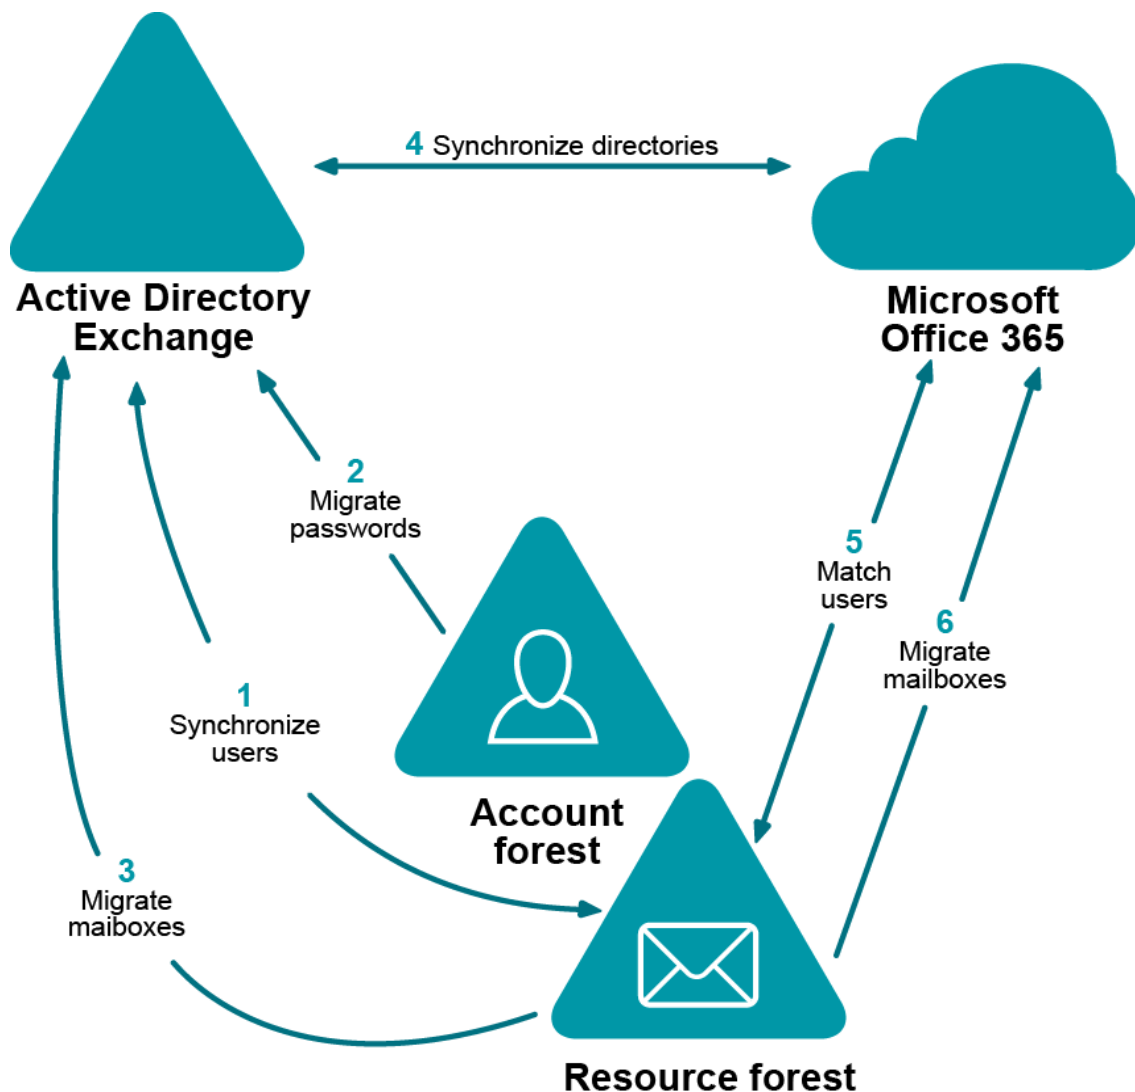 4 Synchronize directories
Active Directory
Exchange
Microsoft
Office 365
2
Migrate
passwords
5
Match
users
6
Migrate
mailboxes
1
Synchronize
users
Account
forest
3
Migrate
maiboxes
Resource forest